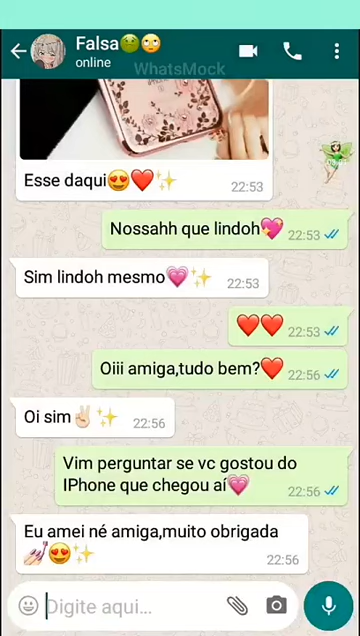 Falsa🤢🙄
online
WhatsMock
Esse daqui😍❤️✨
22:53
Nossahh que lindoh💖
22:53
Sim lindoh mesmo💗✨
22:53
❤️❤️
22:53
Oiii amiga,tudo bem?❤️
22:56
Oi sim✌🏻✨
22:56
Vim perguntar se vc gostou do
IPhone que chegou aí💗
22:56
Eu amei né amiga,muito obrigada
💅🏻😍✨
22:56
Digite aqui...